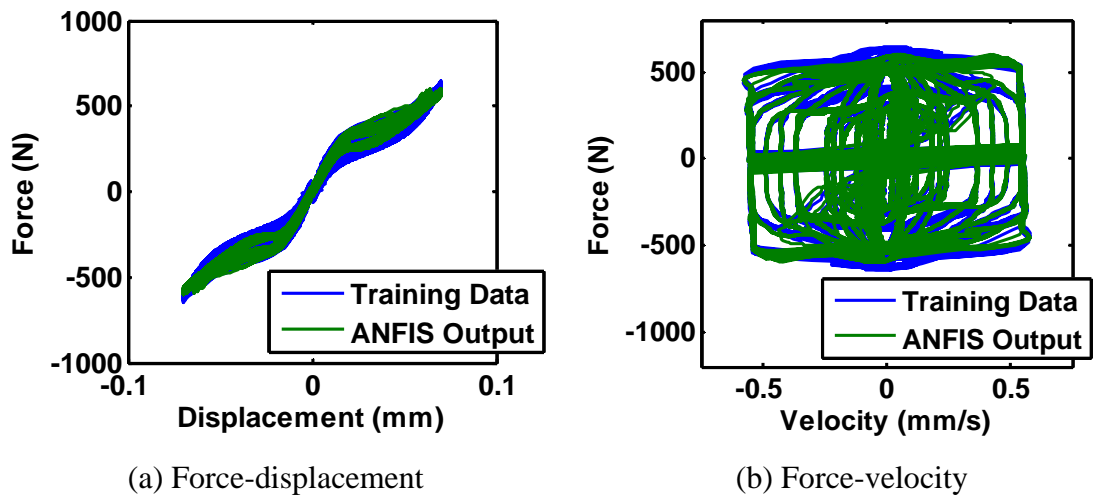 1000
500
0
-500
-1000
Force (N)
-0.1
0
0.1
Displacement (mm)
Training Data
ANFIS Output
(a) Force-displacement
500
0
-500
-1000
Force (N)
-0.5
0
0.5
Velocity (mm/s)
Training Data
ANFIS Output
(b) Force-velocity